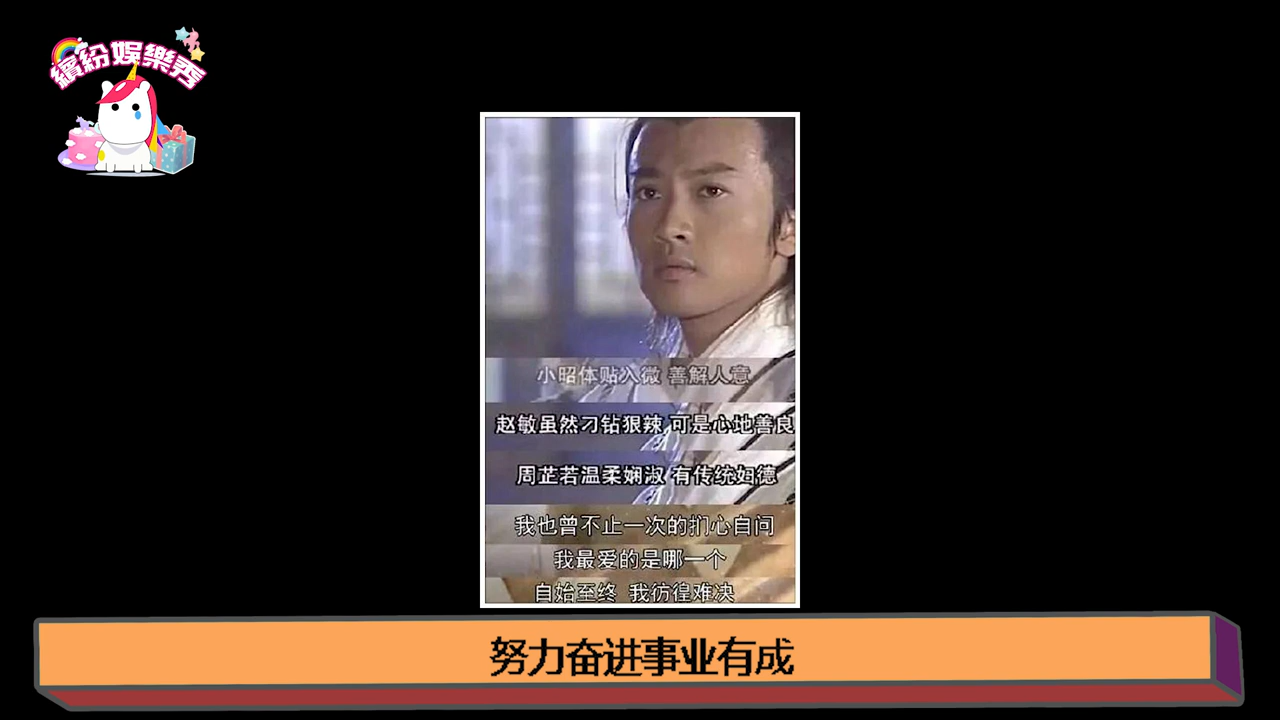 繽紛娛樂秀
小昭体贴入微 善解人意
赵敏虽然刁钻狠辣 可是心地善良
周芷若温柔娴淑 有传统妇德
我也曾不止一次的扪心自问
我最爱的是哪一个
自始至终 我彷徨难决
努力奋进事业有成